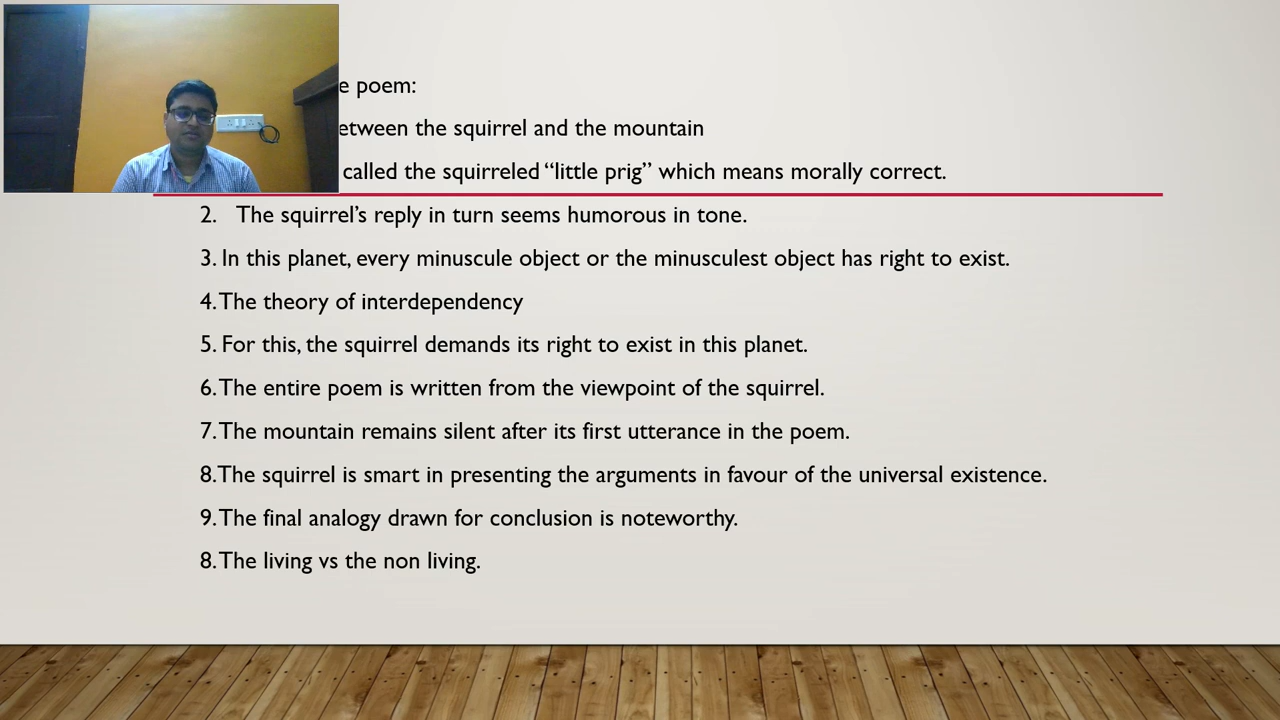 e poem:
etween the squirrel and the mountain
called the squirreled “little prig” which means morally correct.
2. The squirrel’s reply in turn seems humorous in tone.
3. In this planet, every minuscule object or the minusculest object has right to exist.
4. The theory of interdependency
5. For this, the squirrel demands its right to exist in this planet.
6. The entire poem is written from the viewpoint of the squirrel.
7. The mountain remains silent after its first utterance in the poem.
8. The squirrel is smart in presenting the arguments in favour of the universal existence.
9. The final analogy drawn for conclusion is noteworthy.
8. The living vs the non living.